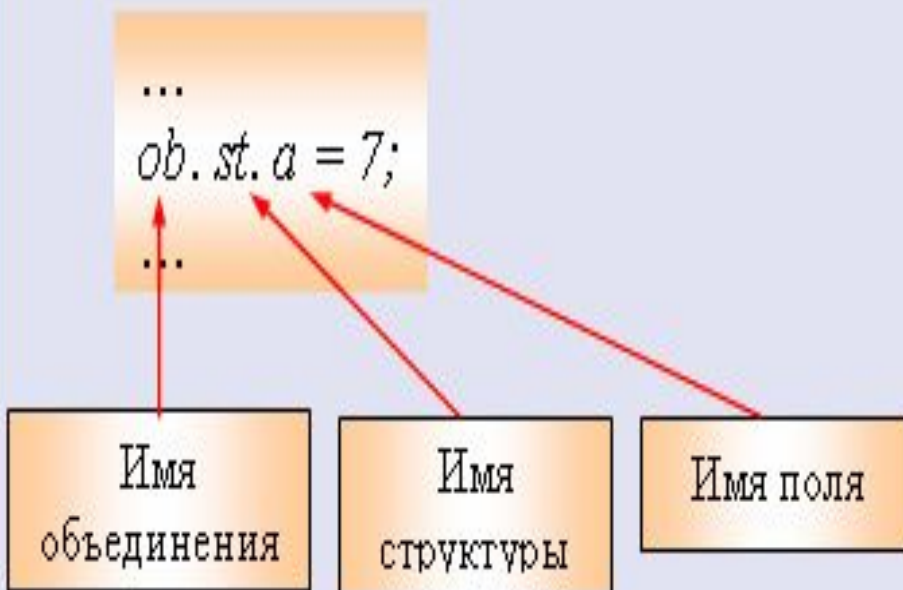 ...
ob. st. a = 7;
...
Имя
объединения
Имя
структуры
Имя поля